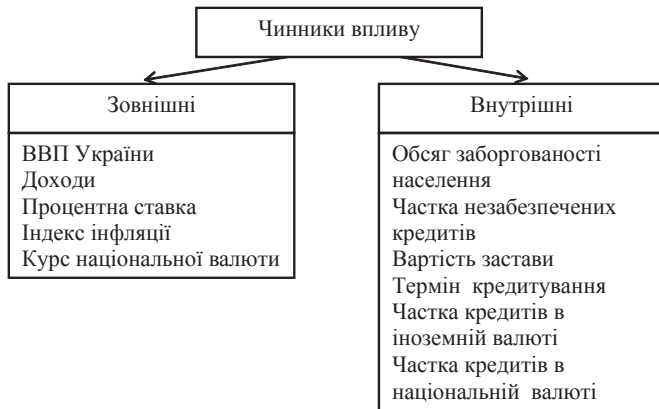 Чинники впливу
Зовнішні
ВВП України
Доходи
Процентна ставка
Індекс інфляції
Курс національної валюти
Внутрішні
Обсяг заборгованості
населення
Частка незабезпечених
кредитів
Вартість застави
Термін кредитування
Частка кредитів в
іноземній валюті
Частка кредитів в
національній валюті